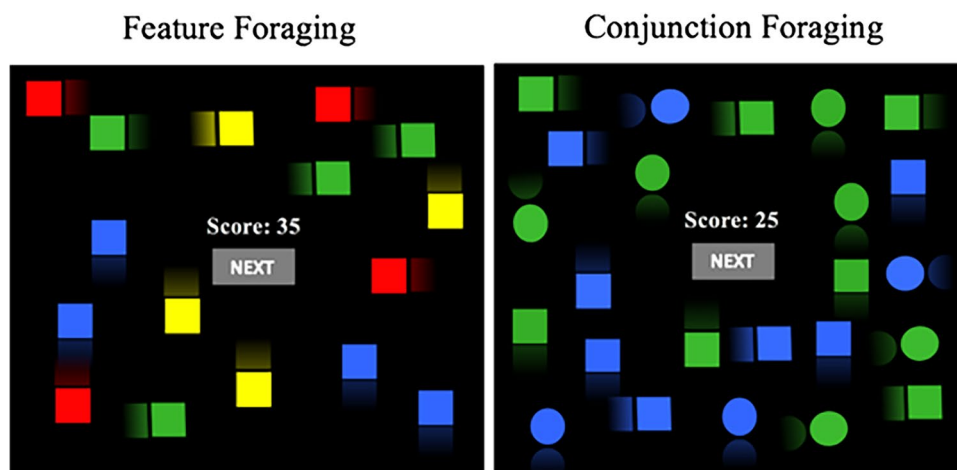 Feature Foraging
Conjunction Foraging
Score: 35
NEXT
Score: 25
NEXT